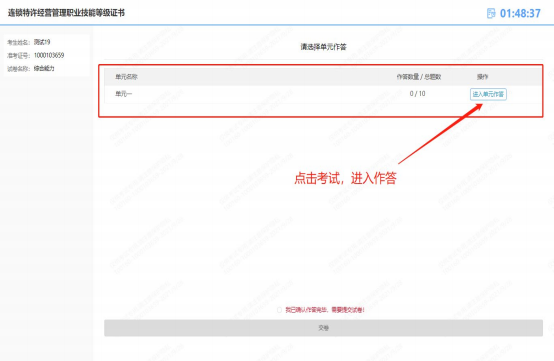 连锁特许经营管理职业技能等级证书
01:48:37
考生姓名: 测试19
准考证号: 1000103659
试卷名称: 综合能力
请选择单元作答
单元名称 作答数量 / 总题数 操作
单元一 0 / 10 进入单元作答
点击考试，进入作答
我已确认作答完毕，需要提交试卷!
交卷